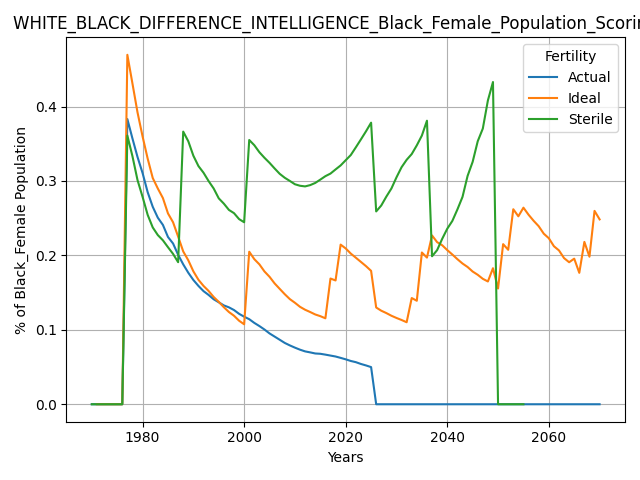 WHITE_BLACK_DIFFERENCE_INTELLIGENCE_Black_Female_Population_Scorin
Fertility
Actual
Ideal
Sterile
% of Black_Female Population
0.4
0.3
0.2
0.1
0.0
1980 2000 2020 2040 2060
Years